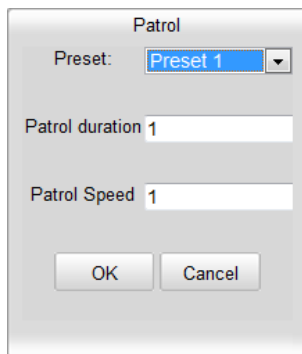 Patrol
Preset: Preset 1
Patrol duration 1
Patrol Speed 1
OK Cancel